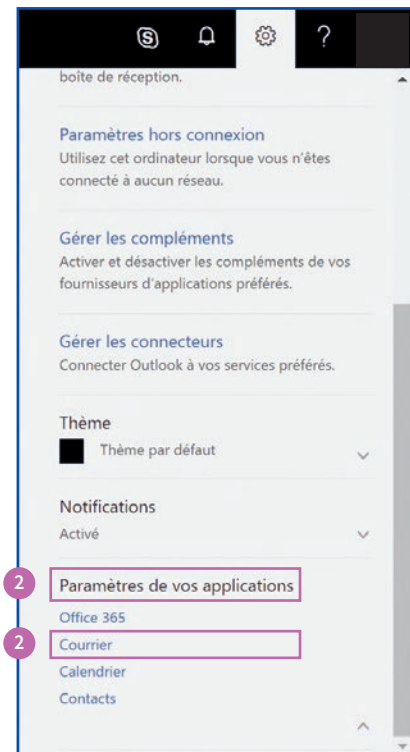 boîte de réception.
Paramètres hors connexion
Utilisez cet ordinateur lorsque vous n'êtes
connecté à aucun réseau.
Gérer les compléments
Activer et désactiver les compléments de vos
fournisseurs d'applications préférés.
Gérer les connecteurs
Connecter Outlook à vos services préférés.
Thème
Thème par défaut
Notifications
Activé
2 Paramètres de vos applications
Office 365
2 Courrier
Calendrier
Contacts